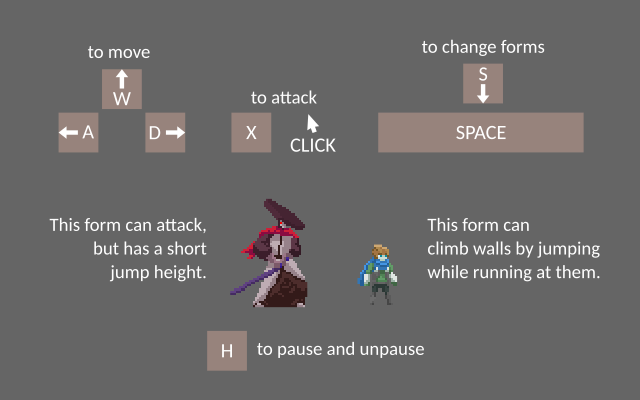 to move
W
A
D
to attack
X
CLICK
to change forms
S
SPACE
This form can attack,
but has a short
jump height.
This form can
climb walls by jumping
while running at them.
H
to pause and unpause